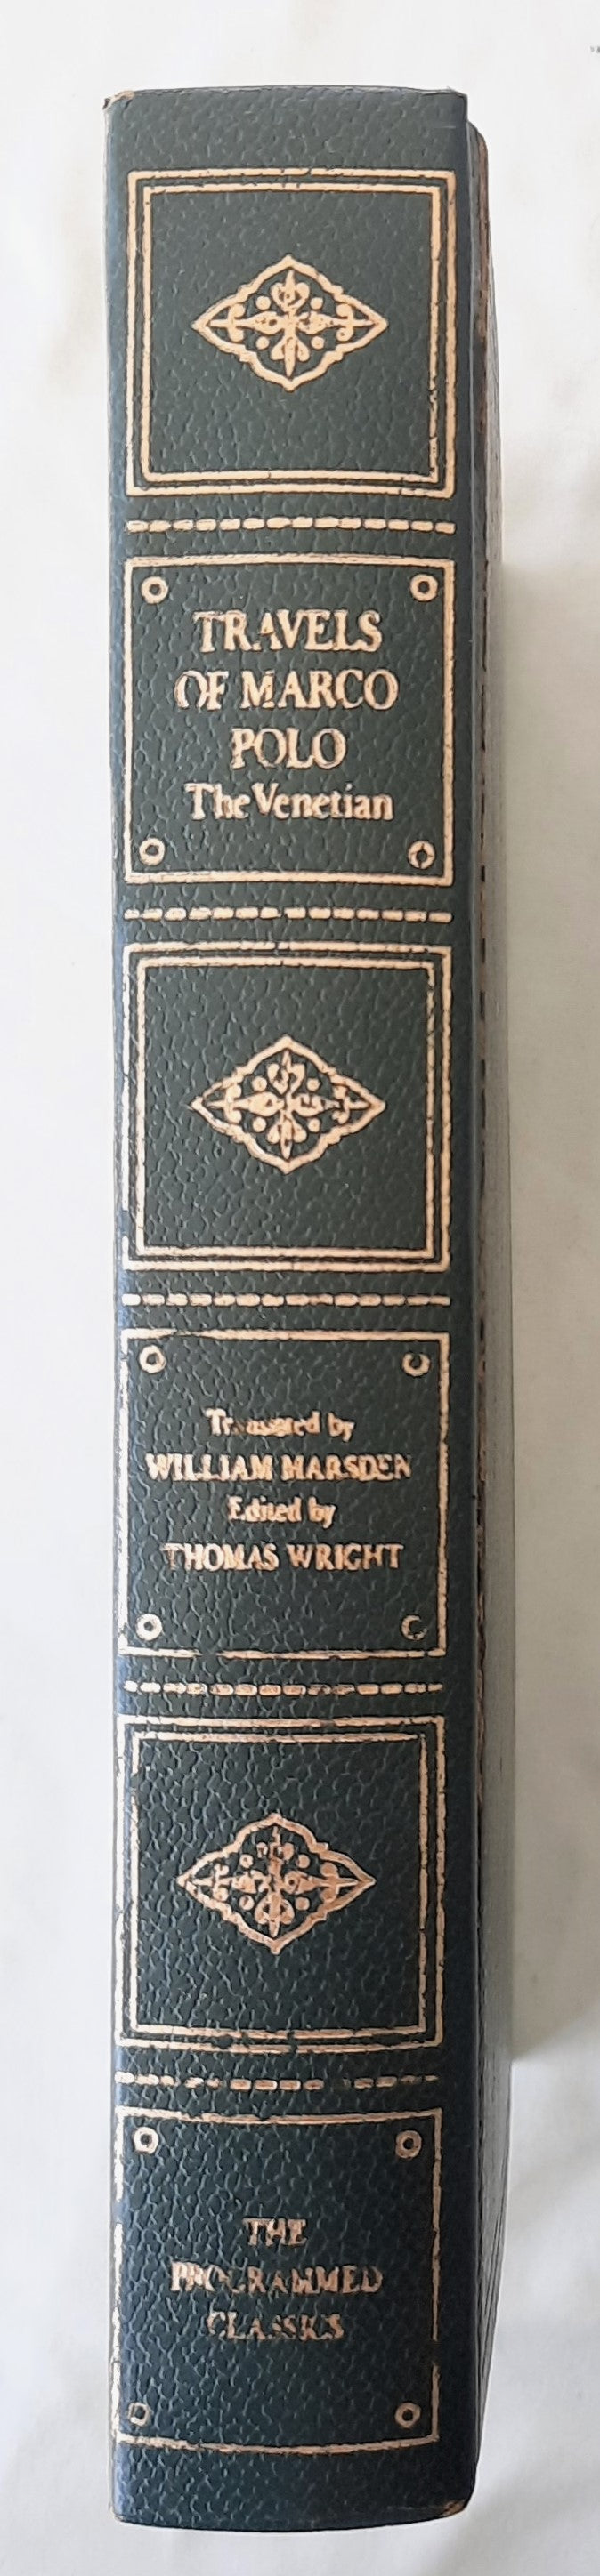 TRAVELS
OF MARCO
POLO
The Venetian
Translated by
WILLIAM MARSDEN
Edited by
THOMAS WRIGHT
THE
PROGRAMMED
CLASSICS